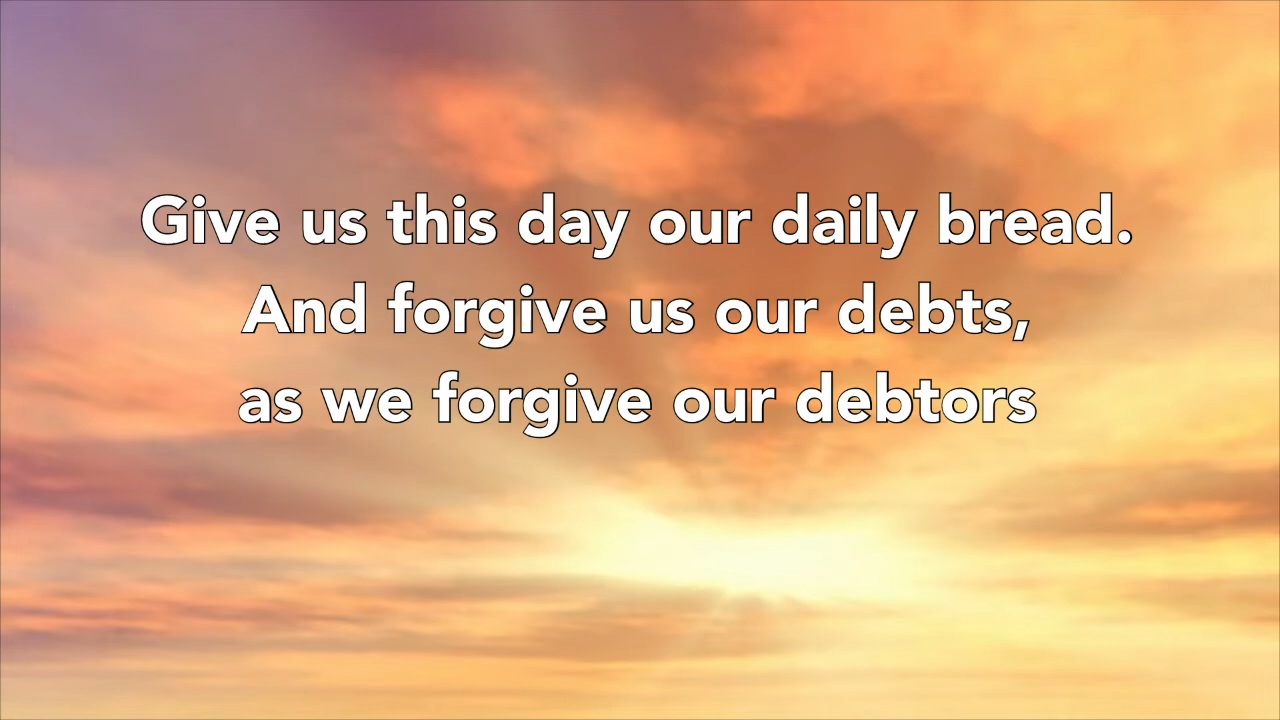 Give us this day our daily bread.
And forgive us our debts,
as we forgive our debtors